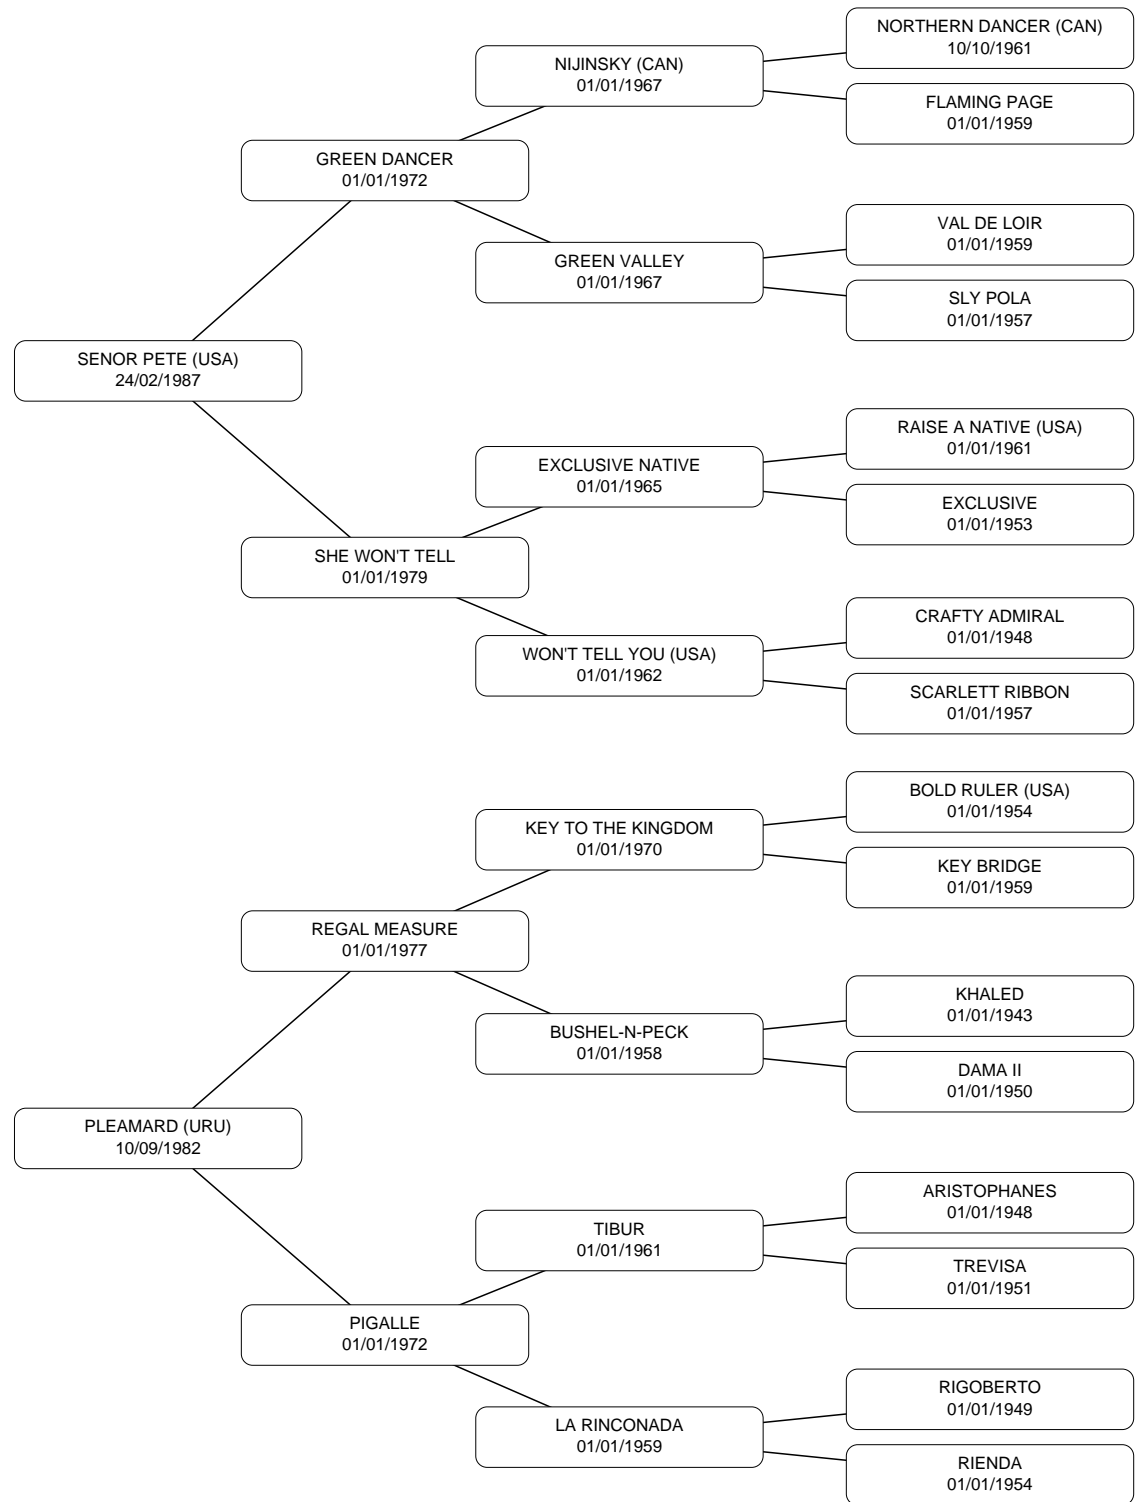 NORTHERN DANCER (CAN)
10/10/1961
NIJINSKY (CAN)
01/01/1967
FLAMING PAGE
01/01/1959
GREEN DANCER
01/01/1972
VAL DE LOIR
01/01/1959
GREEN VALLEY
01/01/1967
SLY POLA
01/01/1957
SENOR PETE (USA)
24/02/1987
RAISE A NATIVE (USA)
01/01/1961
EXCLUSIVE NATIVE
01/01/1965
EXCLUSIVE
01/01/1953
SHE WON'T TELL
01/01/1979
CRAFTY ADMIRAL
01/01/1948
WON'T TELL YOU (USA)
01/01/1962
SCARLETT RIBBON
01/01/1957
BOLD RULER (USA)
01/01/1954
KEY TO THE KINGDOM
01/01/1970
KEY BRIDGE
01/01/1959
REGAL MEASURE
01/01/1977
KHALED
01/01/1943
BUSHEL-N-PECK
01/01/1958
DAMA II
01/01/1950
PLEAMARD (URU)
10/09/1982
ARISTOPHANES
01/01/1948
TIBUR
01/01/1961
TREVISA
01/01/1951
PIGALLE
01/01/1972
RIGOBERTO
01/01/1949
LA RINCONADA
01/01/1959
RIENDA
01/01/1954